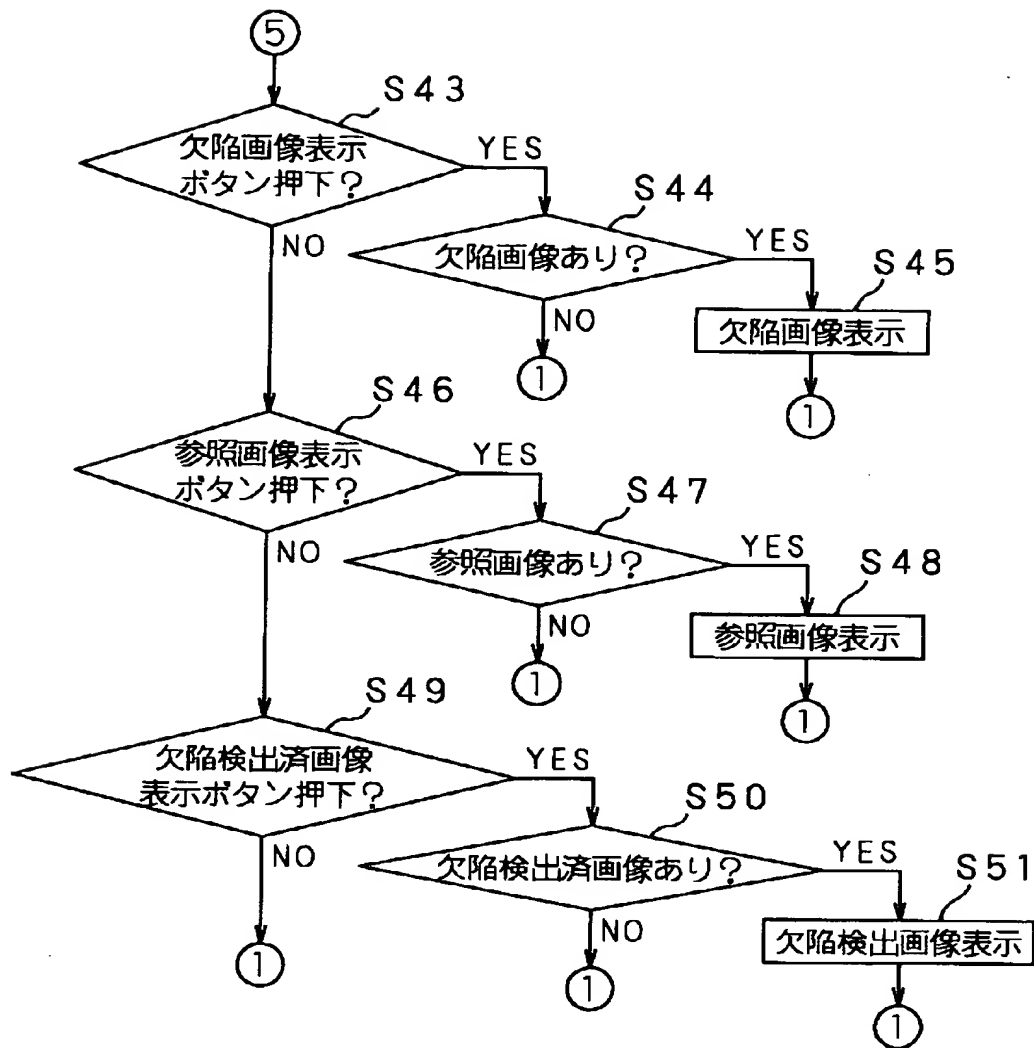 ⑤
S43
欠陥画像表示
ボタン押下?
YES
NO
S44
欠陥画像あり?
YES
NO
①
S45
欠陥画像表示
①
S46
参照画像表示
ボタン押下?
YES
NO
S47
参照画像あり?
YES
NO
①
S48
参照画像表示
①
S49
欠陥検出済画像
表示ボタン押下?
YES
NO
①
S50
欠陥検出済画像あり?
YES
NO
①
S51
欠陥検出画像表示
①